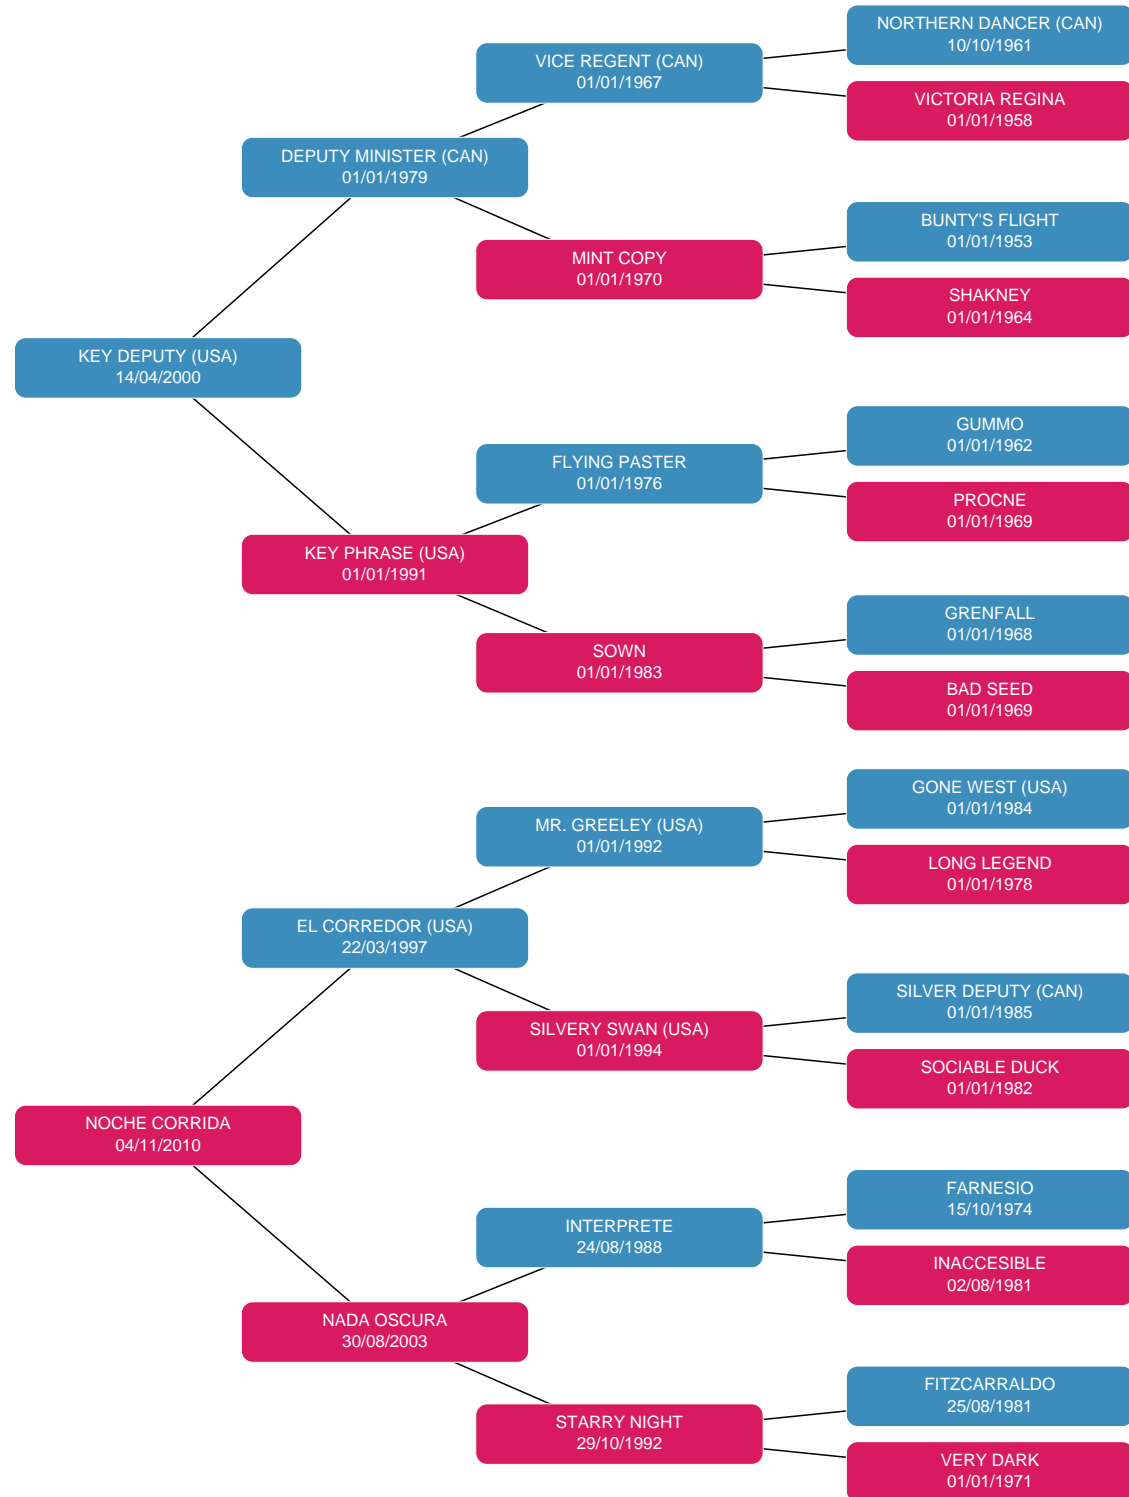 NORTHERN DANCER (CAN)
10/10/1961
VICE REGENT (CAN)
01/01/1967
VICTORIA REGINA
01/01/1958
DEPUTY MINISTER (CAN)
01/01/1979
BUNTY'S FLIGHT
01/01/1953
MINT COPY
01/01/1970
SHAKNEY
01/01/1964
KEY DEPUTY (USA)
14/04/2000
GUMMO
01/01/1962
FLYING PASTER
01/01/1976
PROCNE
01/01/1969
KEY PHRASE (USA)
01/01/1991
GRENFALL
01/01/1968
SOWN
01/01/1983
BAD SEED
01/01/1969
GONE WEST (USA)
01/01/1984
MR. GREELEY (USA)
01/01/1992
LONG LEGEND
01/01/1978
EL CORREDOR (USA)
22/03/1997
SILVER DEPUTY (CAN)
01/01/1985
SILVERY SWAN (USA)
01/01/1994
SOCIABLE DUCK
01/01/1982
NOCHE CORRIDA
04/11/2010
FARNESIO
15/10/1974
INTERPRETE
24/08/1988
INACCESIBLE
02/08/1981
NADA OSCURA
30/08/2003
FITZCARRALDO
25/08/1981
STARRY NIGHT
29/10/1992
VERY DARK
01/01/1971